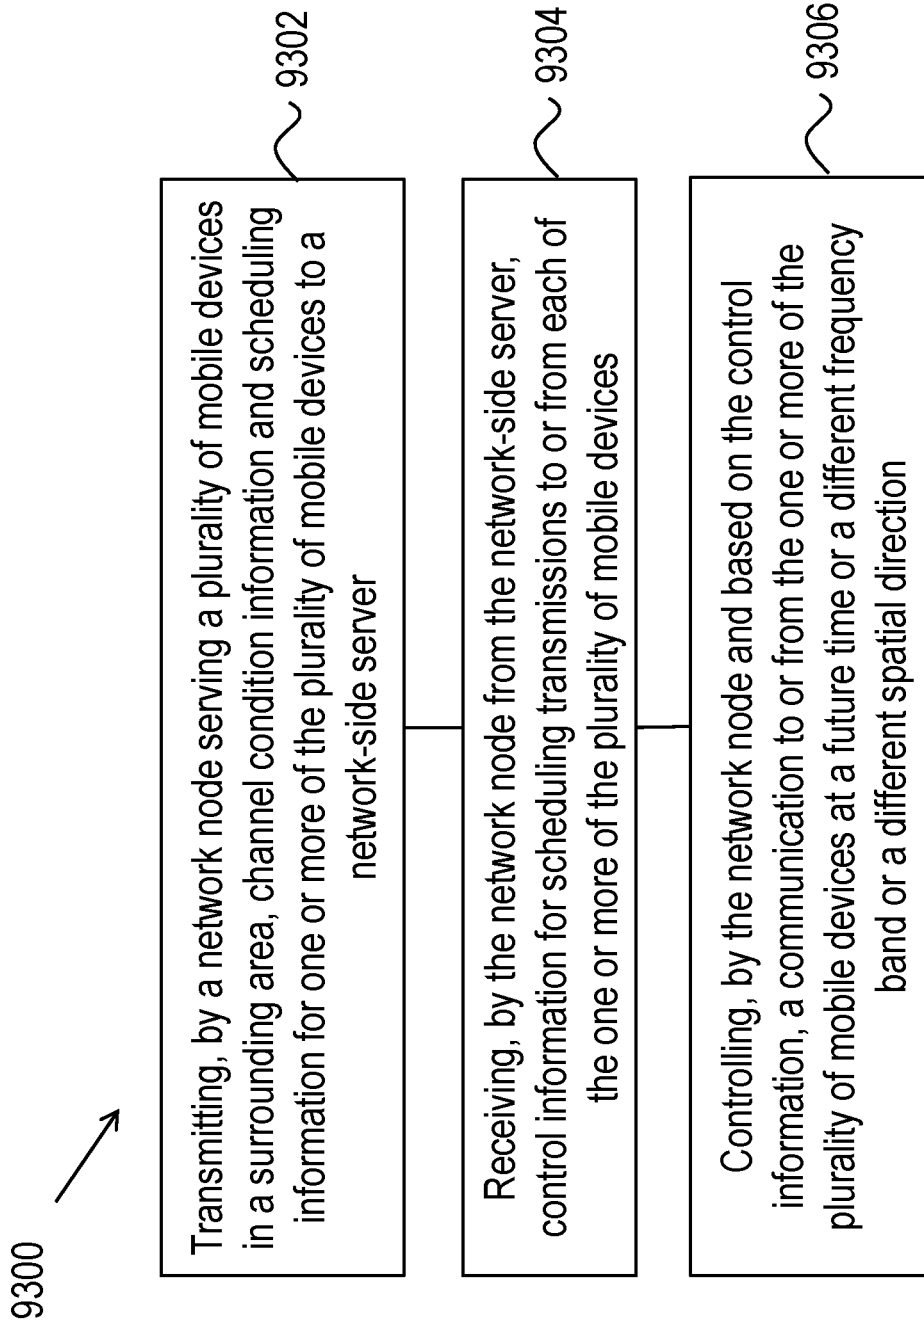 9300
Transmitting, by a network node serving a plurality of mobile devices
in a surrounding area, channel condition information and scheduling
information for one or more of the plurality of mobile devices to a
network-side server
9302
Receiving, by the network node from the network-side server,
control information for scheduling transmissions to or from each of
the one or more of the plurality of mobile devices
9304
Controlling, by the network node and based on the control
information, a communication to or from the one or more of the
plurality of mobile devices at a future time or a different frequency
band or a different spatial direction
9306